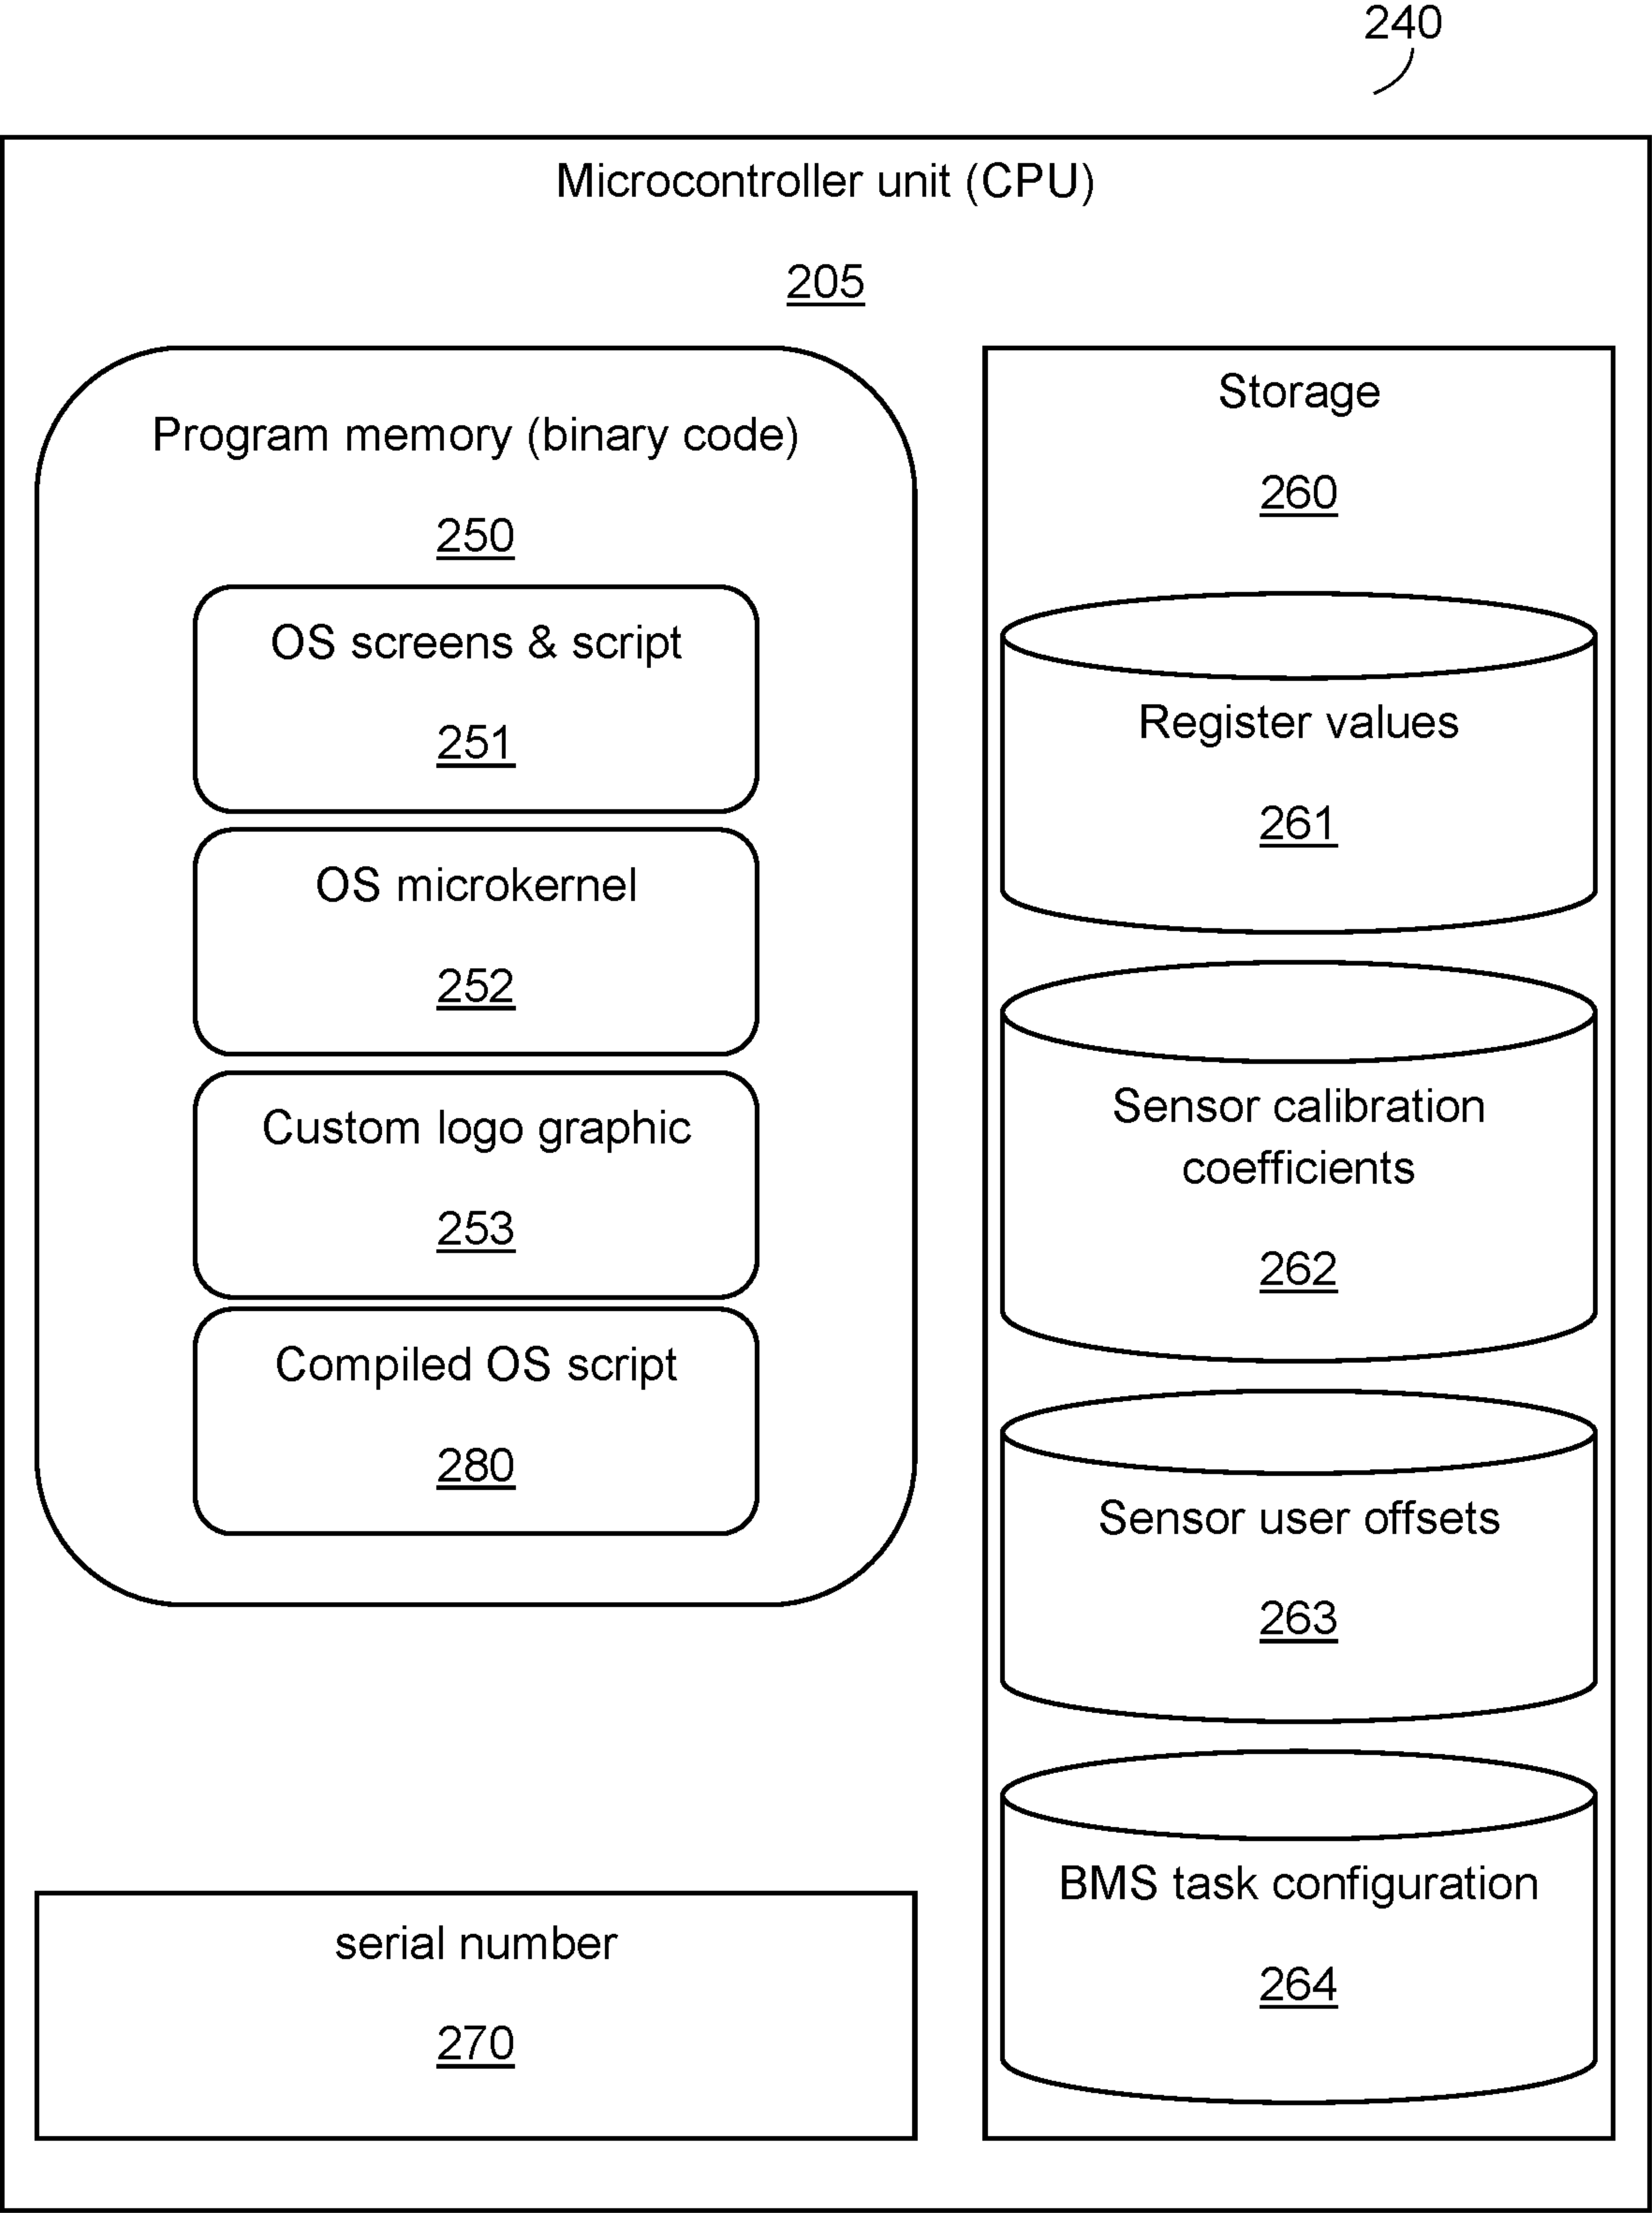 240
Microcontroller unit (CPU)
205
Program memory (binary code)
250
OS screens & script
251
OS microkernel
252
Custom logo graphic
253
Compiled OS script
280
serial number
270
Storage
260
Register values
261
Sensor calibration
coefficients
262
Sensor user offsets
263
BMS task configuration
264